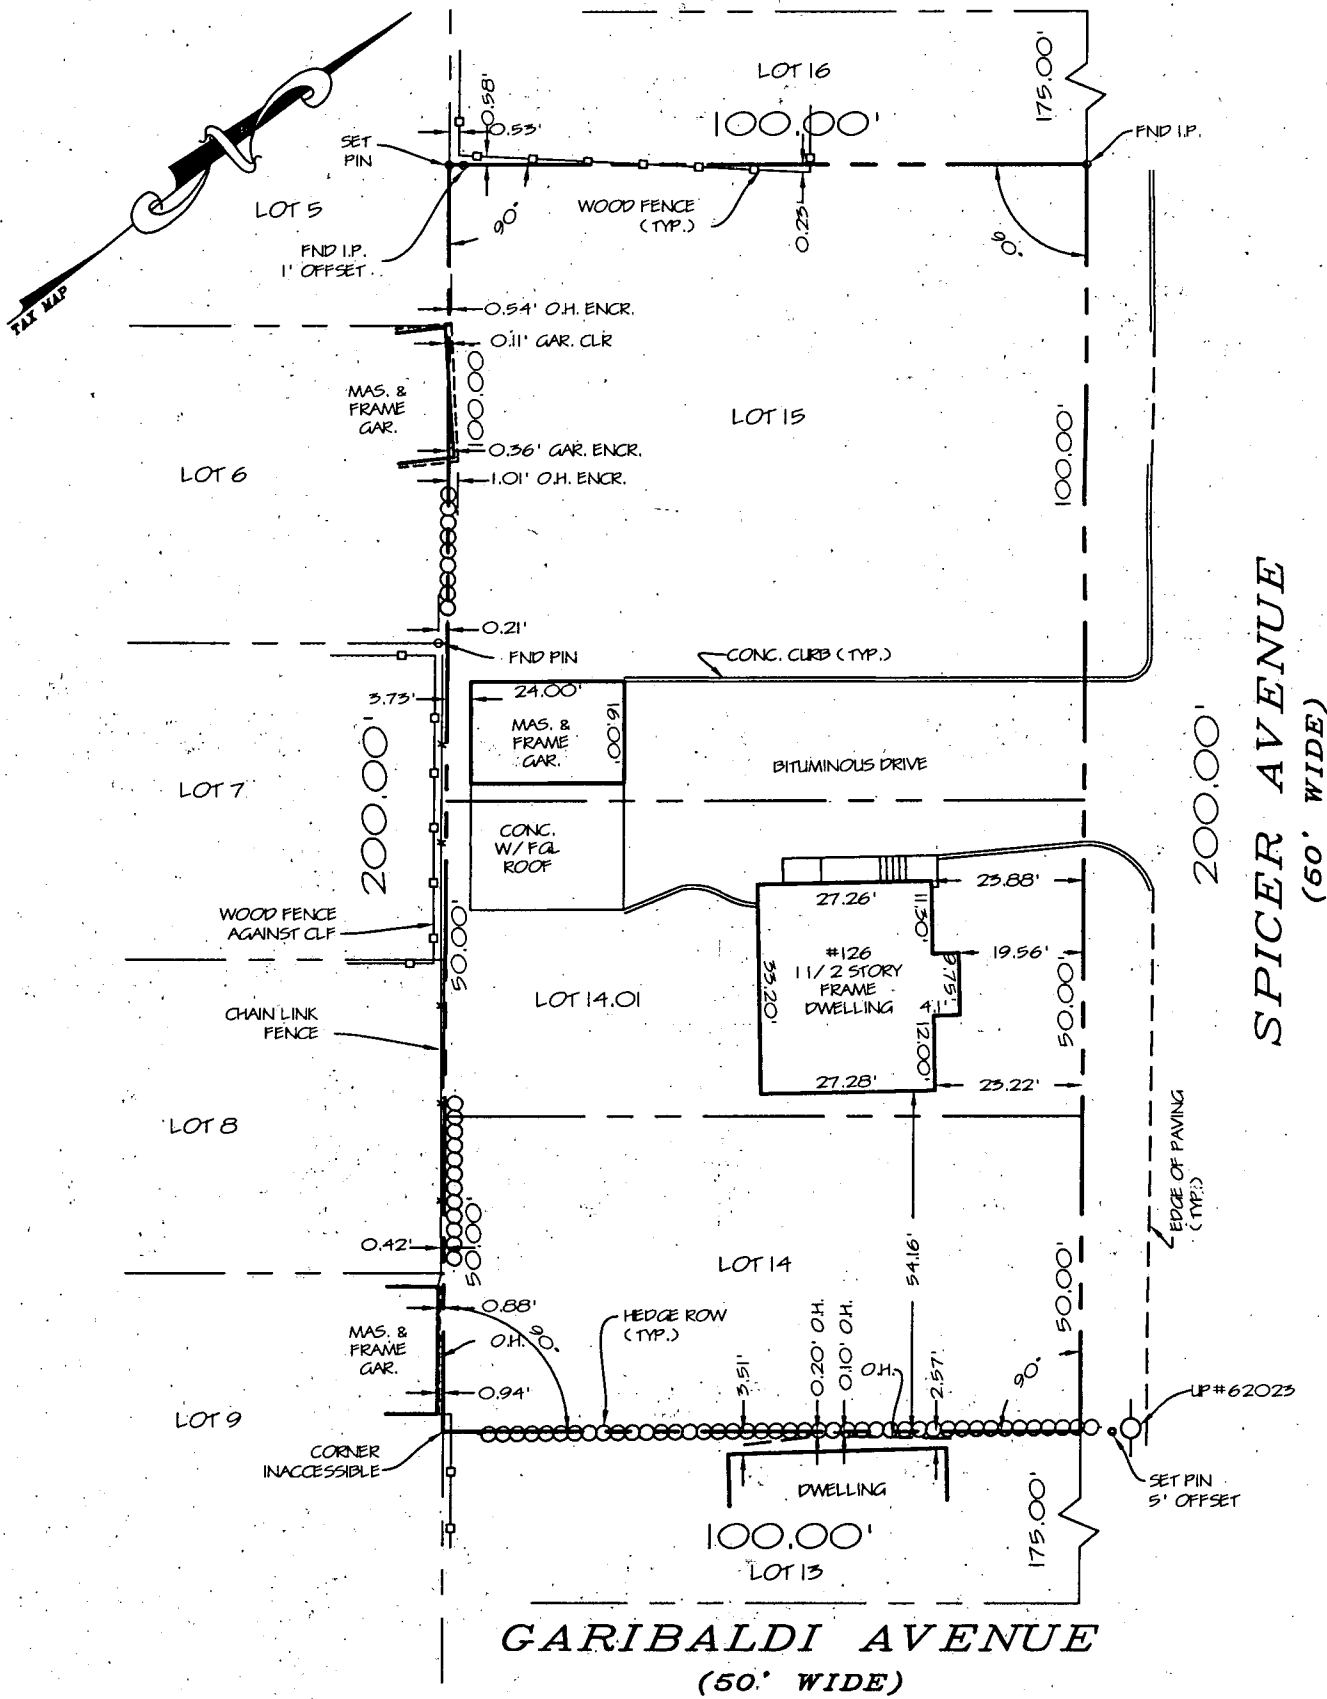 LOT 16
100.00'
175.00'
FND I.P.
0.58'
0.53'
SET
PIN
LOT 5
90°
WOOD FENCE
(TYP.)
0.23'
90°
FND I.P.
1' OFFSET
TAX MAP
0.54' O.H. ENCR.
0.11' GAR. CLR
100.00'
MAS. &
FRAME
GAR.
LOT 15
0.36' GAR. ENCR.
1.01' O.H. ENCR.
LOT 6
100.00'
0.21'
FND PIN
CONC. CURB (TYP.)
3.73'
24.00'
MAS. &
FRAME
GAR.
16.00'
LOT 7
200.00'
BITUMINOUS DRIVE
200.00'
SPICER AVENUE
(50' WIDE)
CONC.
W/ FGL
ROOF
WOOD FENCE
AGAINST CLF
50.00'
27.26'
11.30'
23.88'
#126
1 1/2 STORY
FRAME
DWELLING
19.56'
9.75'
33.20'
4'
12.00'
27.28'
23.22'
50.00'
LOT 14.01
CHAIN LINK
FENCE
LOT 8
EDGE OF PAVING
(TYP.)
0.42'
50.00'
LOT 14
54.16'
50.00'
0.88'
HEDGE ROW
(TYP.)
MAS. &
FRAME
GAR.
O.H.
90°
0.94'
3.51'
0.20' O.H.
0.10' O.H.
O.H.
2.57'
90°
UP#62023
LOT 9
CORNER
INACCESSIBLE
DWELLING
SET PIN
5' OFFSET
100.00'
175.00'
LOT 13
GARIBALDI AVENUE
(50' WIDE)